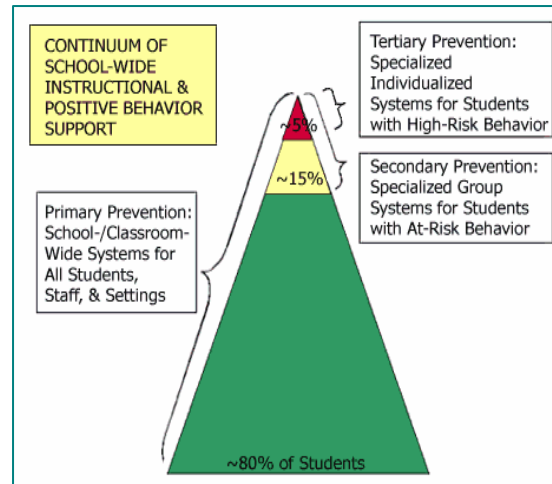 CONTINUUM OF
SCHOOL-WIDE
INSTRUCTIONAL &
POSITIVE BEHAVIOR
SUPPORT
Tertiary Prevention:
Specialized
Individualized
Systems for Students
with High-Risk Behavior
~5%
~15%
Secondary Prevention:
Specialized Group
Systems for Students
with At-Risk Behavior
Primary Prevention:
School-/Classroom-
Wide Systems for
All Students,
Staff, & Settings
~80% of Students